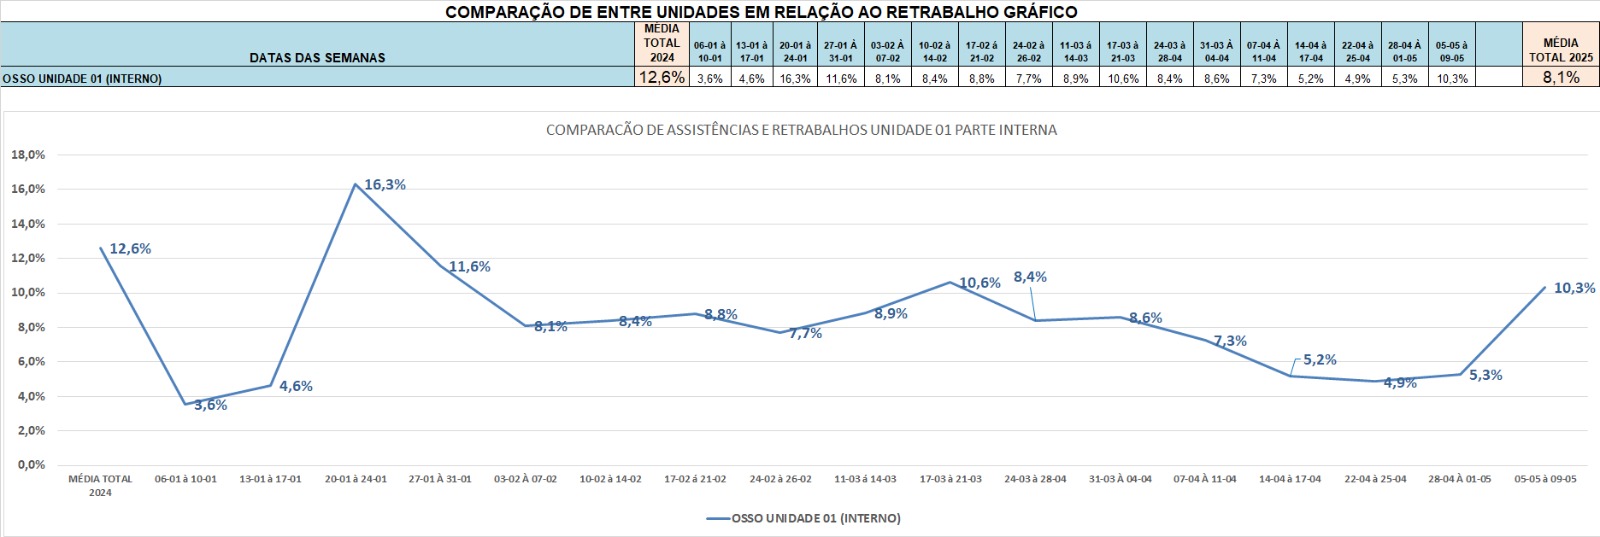 COMPARAÇÃO DE ENTRE UNIDADES EM RELAÇÃO AO RETRABALHO GRÁFICO
DATAS DAS SEMANAS
MÉDIA TOTAL 2024
06-01 à 10-01
13-01 à 17-01
20-01 à 24-01
27-01 À 31-01
03-02 À 07-02
10-02 à 14-02
17-02 à 21-02
24-02 à 26-02
11-03 à 14-03
17-03 à 21-03
24-03 à 28-04
31-03 À 04-04
07-04 À 11-04
14-04 à 17-04
22-04 à 25-04
28-04 À 01-05
05-05 à 09-05
MÉDIA TOTAL 2025
OSSO UNIDADE 01 (INTERNO) 12,6% 3,6% 4,6% 16,3% 11,6% 8,1% 8,4% 8,8% 7,7% 8,9% 10,6% 8,4% 8,6% 7,3% 5,2% 4,9% 5,3% 10,3% 8,1%
COMPARACÃO DE ASSISTÊNCIAS E RETRABALHOS UNIDADE 01 PARTE INTERNA
18,0%
16,0%
14,0%
12,0%
10,0%
8,0%
6,0%
4,0%
2,0%
0,0%
12,6%
3,6%
4,6%
16,3%
11,6%
8,1%
8,4%
8,8%
7,7%
8,9%
10,6%
8,4%
8,6%
7,3%
5,2%
4,9%
5,3%
10,3%
MÉDIA TOTAL 2024
06-01 à 10-01
13-01 à 17-01
20-01 à 24-01
27-01 À 31-01
03-02 À 07-02
10-02 à 14-02
17-02 à 21-02
24-02 à 26-02
11-03 à 14-03
17-03 à 21-03
24-03 à 28-04
31-03 À 04-04
07-04 À 11-04
14-04 à 17-04
22-04 à 25-04
28-04 À 01-05
05-05 à 09-05
OSSO UNIDADE 01 (INTERNO)